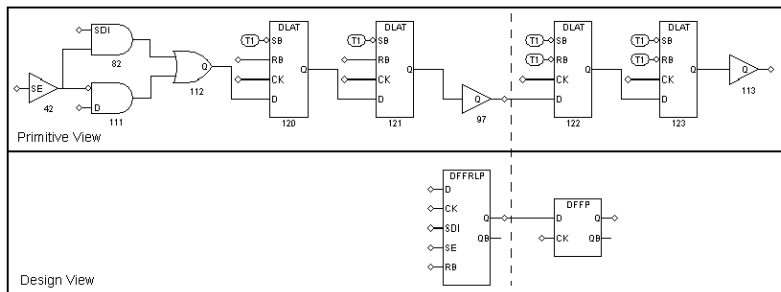 DLAT DLAT DLAT DLAT
SDI T1 SB T1 SB T1 SB T1 SB
82 RB RB T1 RB T1 RB
SE Q CK Q CK Q CK Q CK Q Q
42 D 112 D D Q D D 113
111 120 121 97 122 123
Primitive View
DFFRLP DFFP
D
CK Q D Q
SDI
SE QB CK QB
RB
Design View